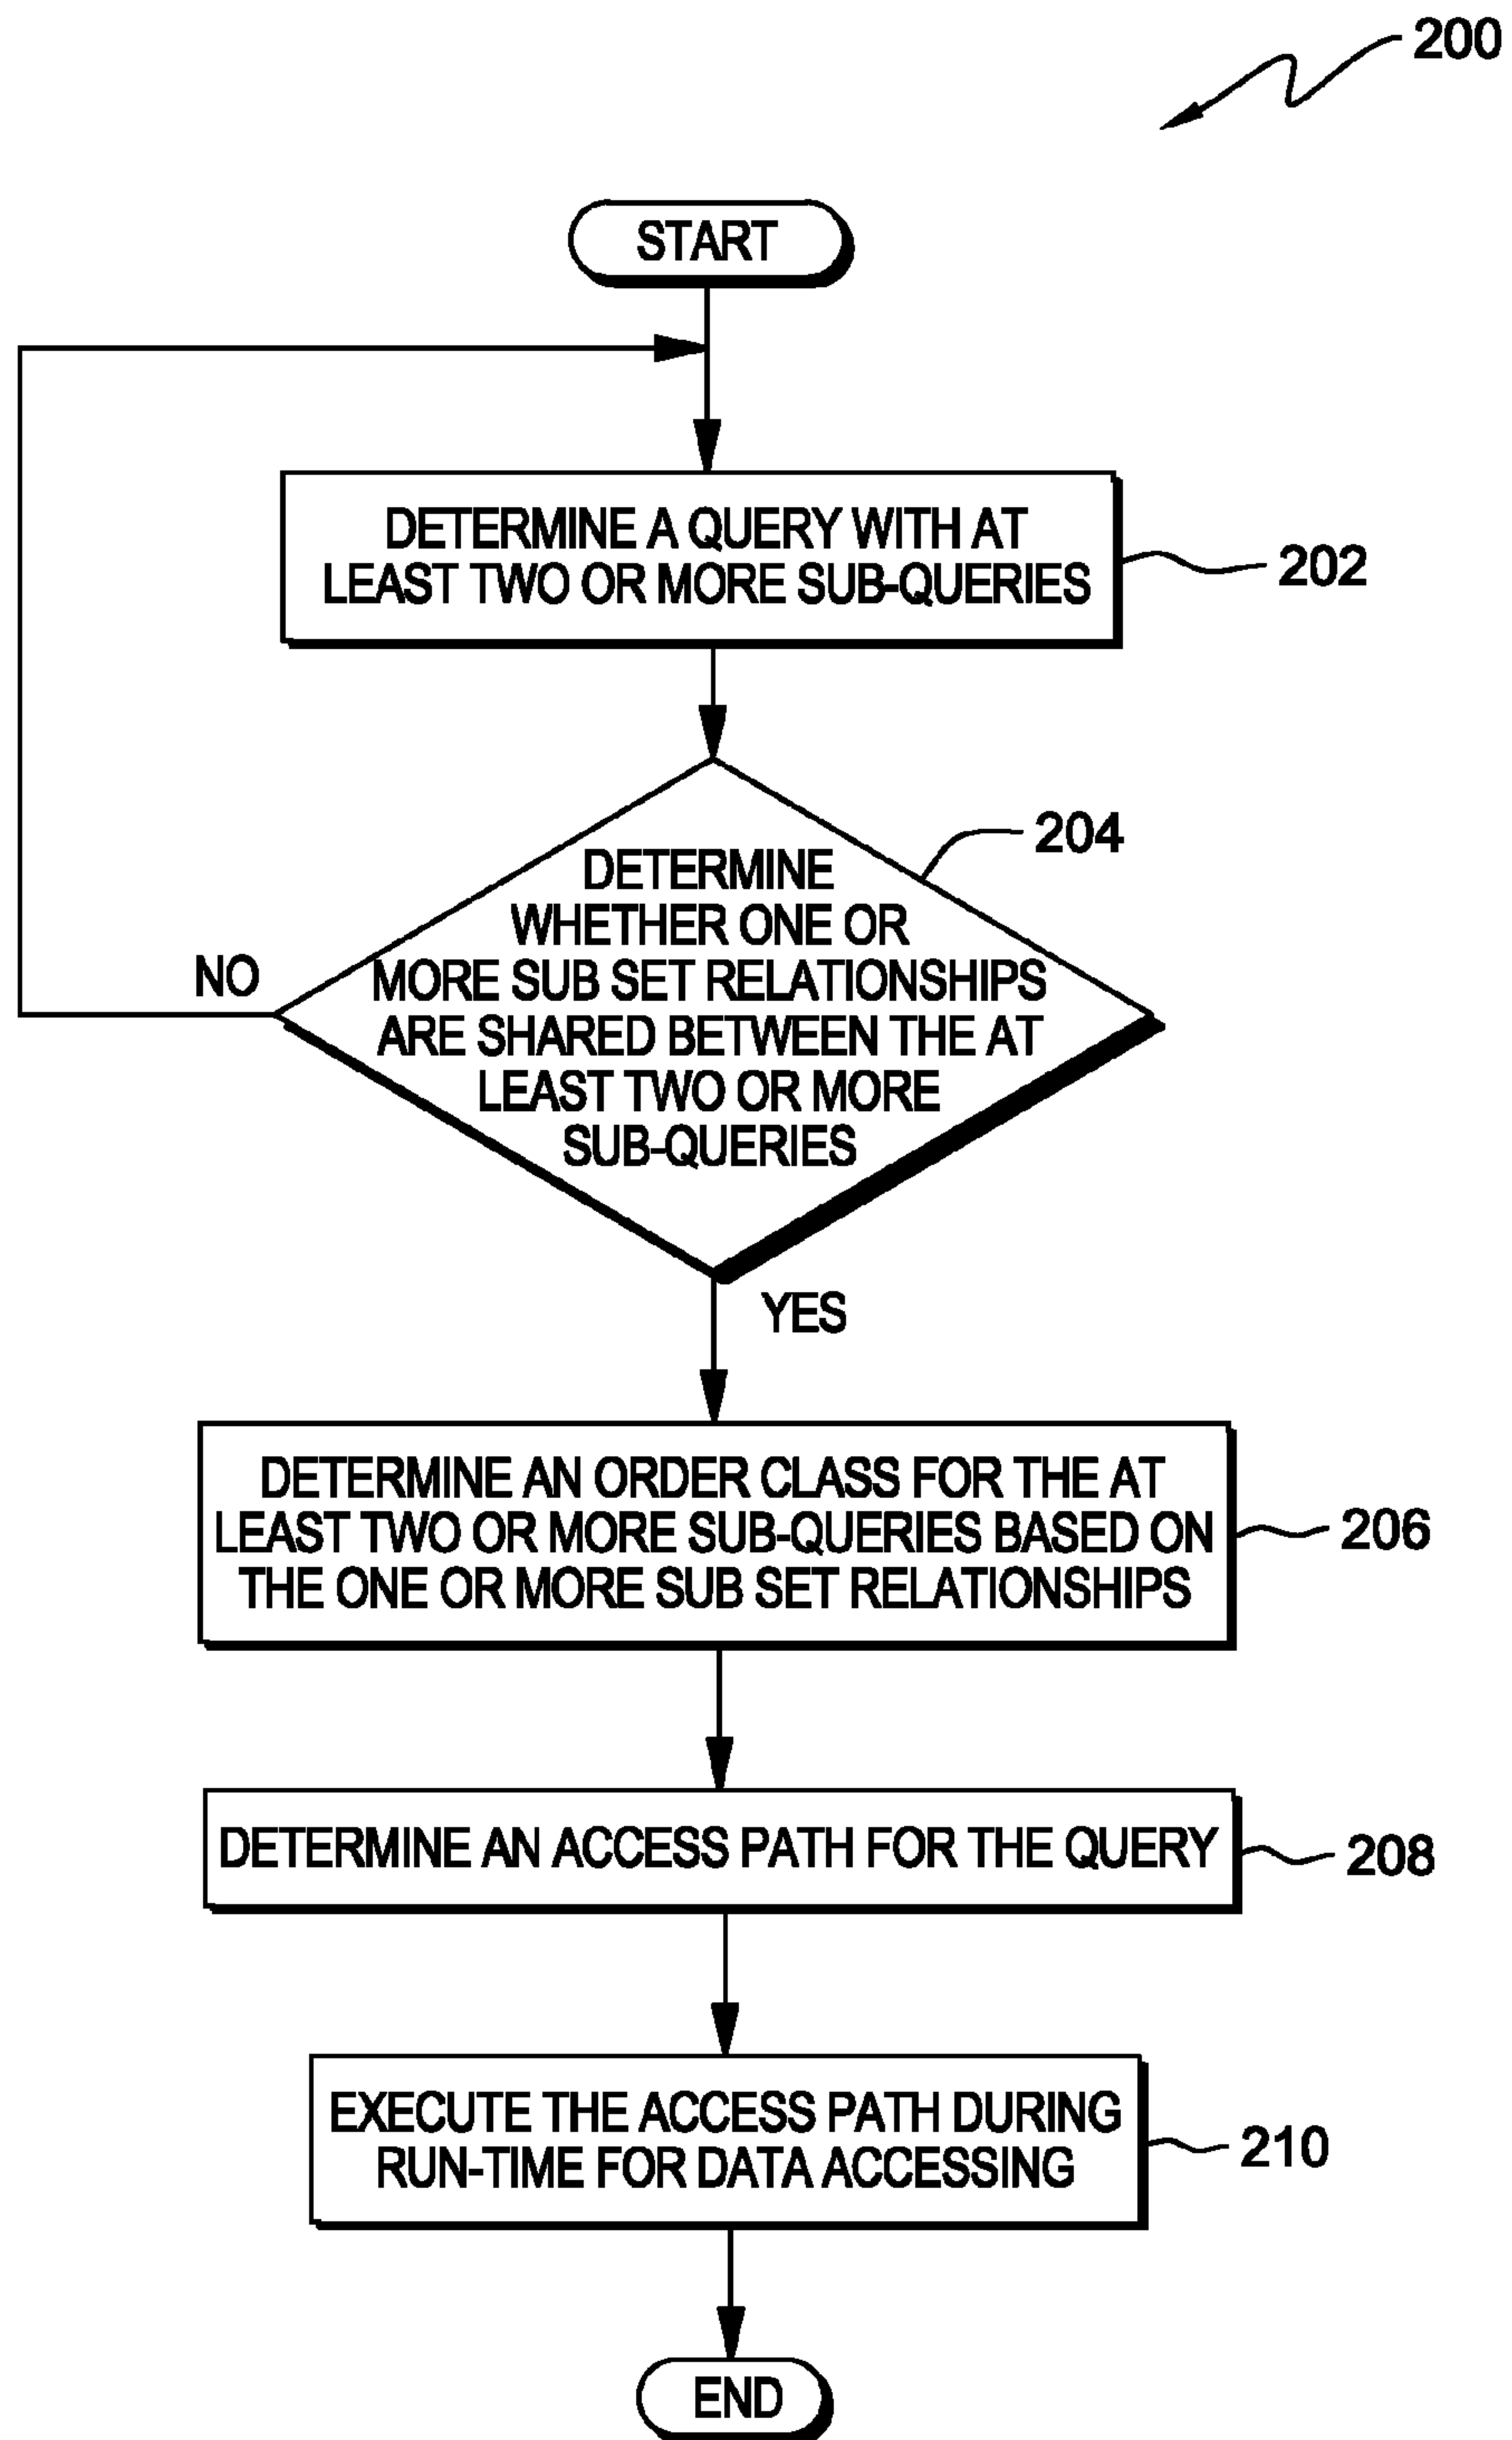 200
START
DETERMINE A QUERY WITH AT
LEAST TWO OR MORE SUB-QUERIES
202
204
DETERMINE
WHETHER ONE OR
MORE SUB SET RELATIONSHIPS
ARE SHARED BETWEEN THE AT
LEAST TWO OR MORE
SUB-QUERIES
NO
YES
DETERMINE AN ORDER CLASS FOR THE AT
LEAST TWO OR MORE SUB-QUERIES BASED ON
THE ONE OR MORE SUB SET RELATIONSHIPS
206
DETERMINE AN ACCESS PATH FOR THE QUERY
208
EXECUTE THE ACCESS PATH DURING
RUN-TIME FOR DATA ACCESSING
210
END